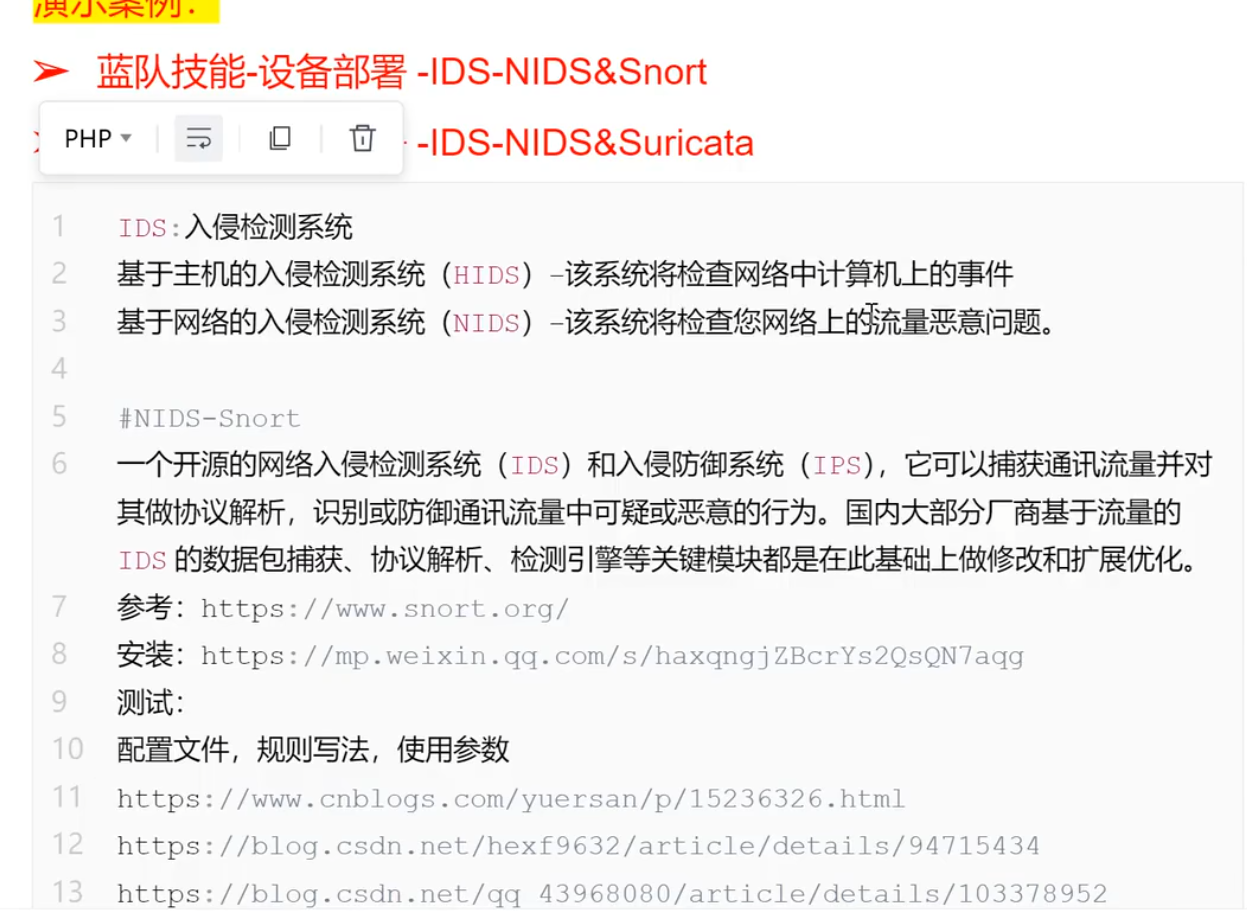 演示案例：
➢ 蓝队技能-设备部署 -IDS-NIDS&Snort
PHP
-IDS-NIDS&Suricata
1 IDS:入侵检测系统
2 基于主机的入侵检测系统（HIDS）–该系统将检查网络中计算机上的事件
3 基于网络的入侵检测系统（NIDS）–该系统将检查您网络上的流量恶意问题。
4
5 #NIDS-Snort
6 一个开源的网络入侵检测系统（IDS）和入侵防御系统（IPS），它可以捕获通讯流量并对
其做协议解析，识别或防御通讯流量中可疑或恶意的行为。国内大部分厂商基于流量的
IDS 的数据包捕获、协议解析、检测引擎等关键模块都是在此基础上做修改和扩展优化。
7 参考：https://www.snort.org/
8 安装：https://mp.weixin.qq.com/s/haxqngjZBcrYs2QsQN7aqg
9 测试：
10 配置文件，规则写法，使用参数
11 https://www.cnblogs.com/yuersan/p/15236326.html
12 https://blog.csdn.net/hexf9632/article/details/94715434
13 https://blog.csdn.net/qq_43968080/article/details/103378952